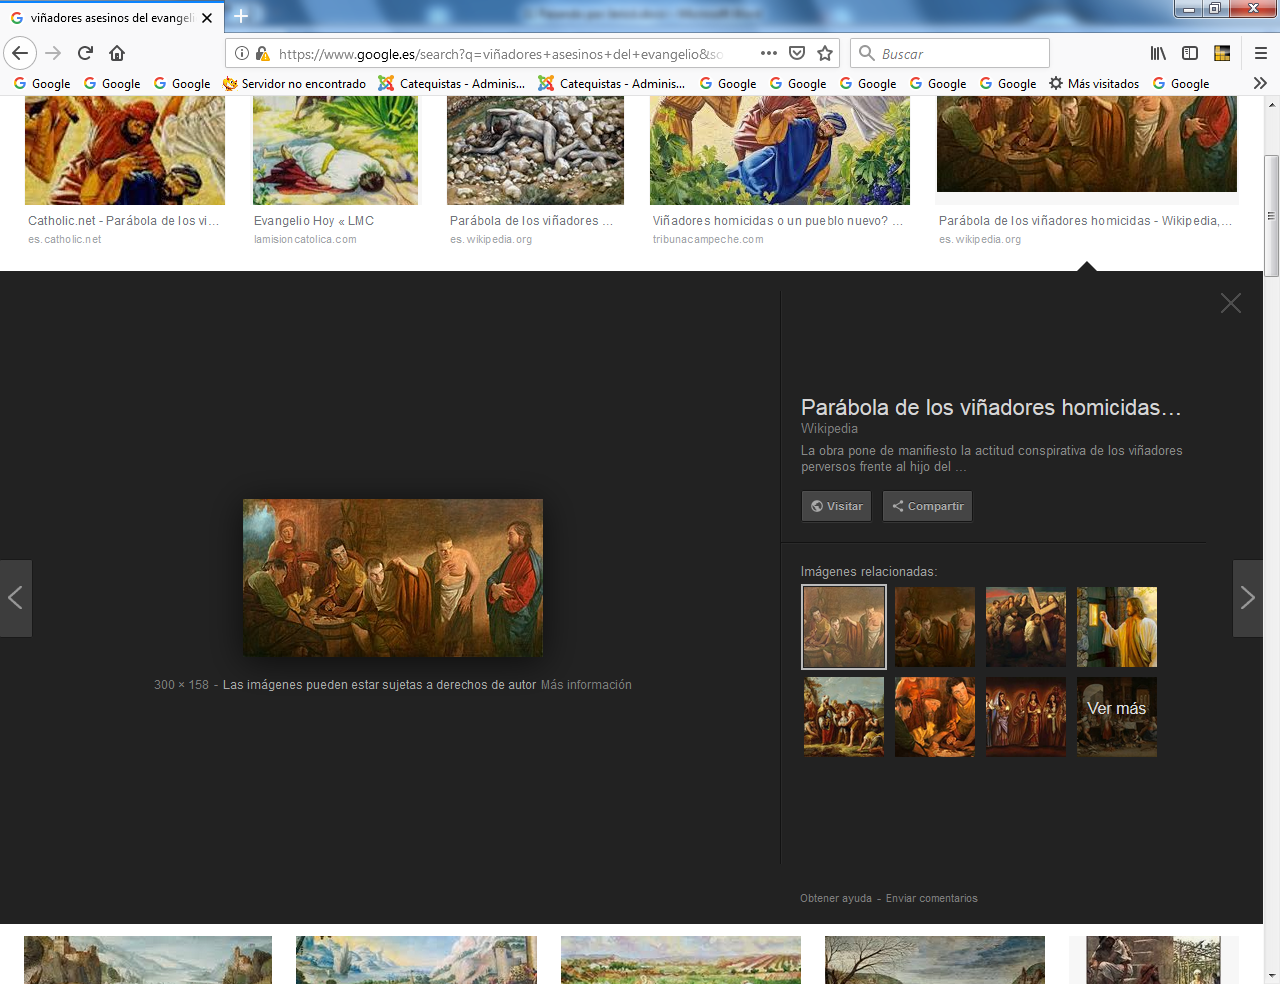 viñadores asesinos del evangeli
https://www.google.es/search?q=viñadores+asesinos+del+evangelio&so
Buscar
Google
Google
Google
Servidor no encontrado
Catequistas - Adminis...
Catequistas - Adminis...
Google
Google
Google
Google
Google
Más visitados
Google
Catholic.net - Parábola de los vi...
es.catholic.net
Evangelio Hoy « LMC
lamisioncatolica.com
Parábola de los viñadores ...
es.wikipedia.org
Viñadores homicidas o un pueblo nuevo? ...
tribunacampeche.com
Parábola de los viñadores homicidas - Wikipedia,...
es.wikipedia.org
Parábola de los viñadores homicidas...
Wikipedia
La obra pone de manifiesto la actitud conspirativa de los viñadores
perversos frente al hijo del ...
Visitar
Compartir
Imágenes relacionadas:
Ver más
300 × 158 - Las imágenes pueden estar sujetas a derechos de autor Más información
Obtener ayuda - Enviar comentarios